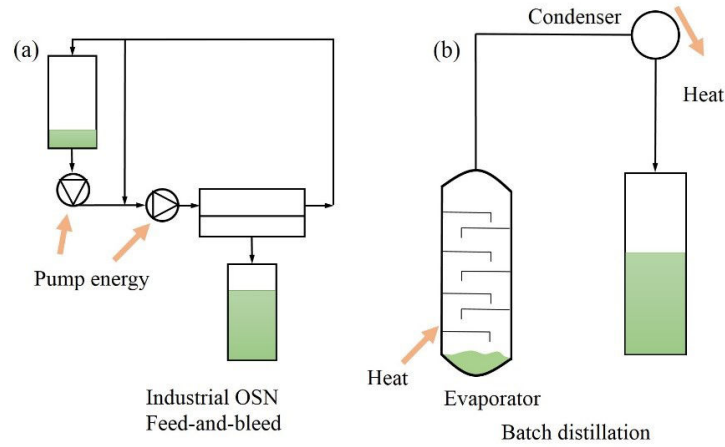 (a)
Pump energy
Industrial OSN
Feed-and-bleed
(b)
Condenser
Heat
Heat
Evaporator
Batch distillation